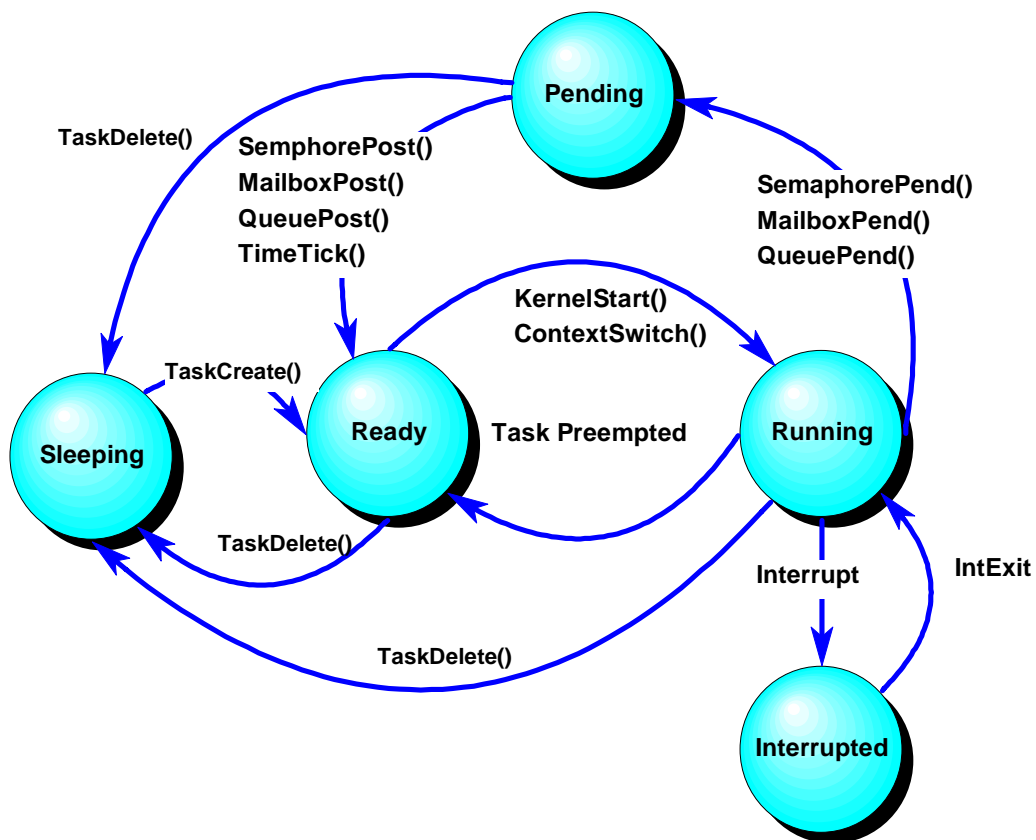 Pending
TaskDelete()
SemphorePost()
MailboxPost()
QueuePost()
TimeTick()
SemaphorePend()
MailboxPend()
QueuePend()
KernelStart()
ContextSwitch()
TaskCreate()
Sleeping
Ready
Task Preempted
Running
TaskDelete()
Interrupt
IntExit
TaskDelete()
Interrupted